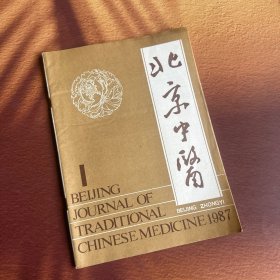 北京中醫
1
BEIJING
JOURNAL OF
TRADITIONAL
CHINESE MEDICINE 1987
BEIJING ZHONGYI